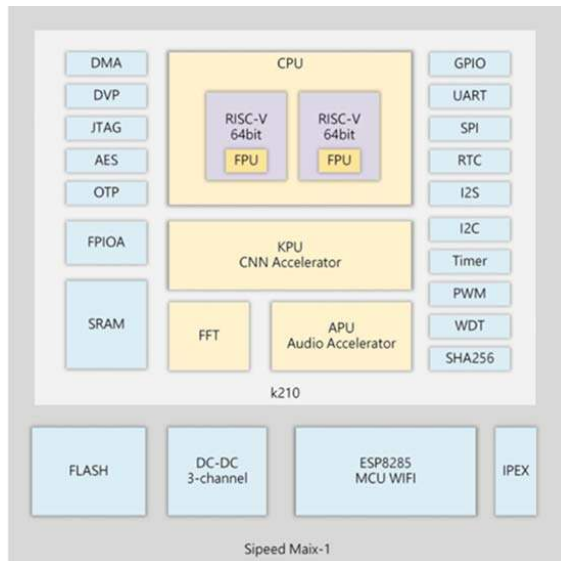 DMA
DVP
JTAG
AES
OTP
FPIOA
SRAM
CPU
RISC-V
64bit
FPU
RISC-V
64bit
FPU
KPU
CNN Accelerator
FFT
APU
Audio Accelerator
GPIO
UART
SPI
RTC
I2S
I2C
Timer
PWM
WDT
SHA256
k210
FLASH
DC-DC
3-channel
ESP8285
MCU WIFI
IPEX
Sipeed Maix-1